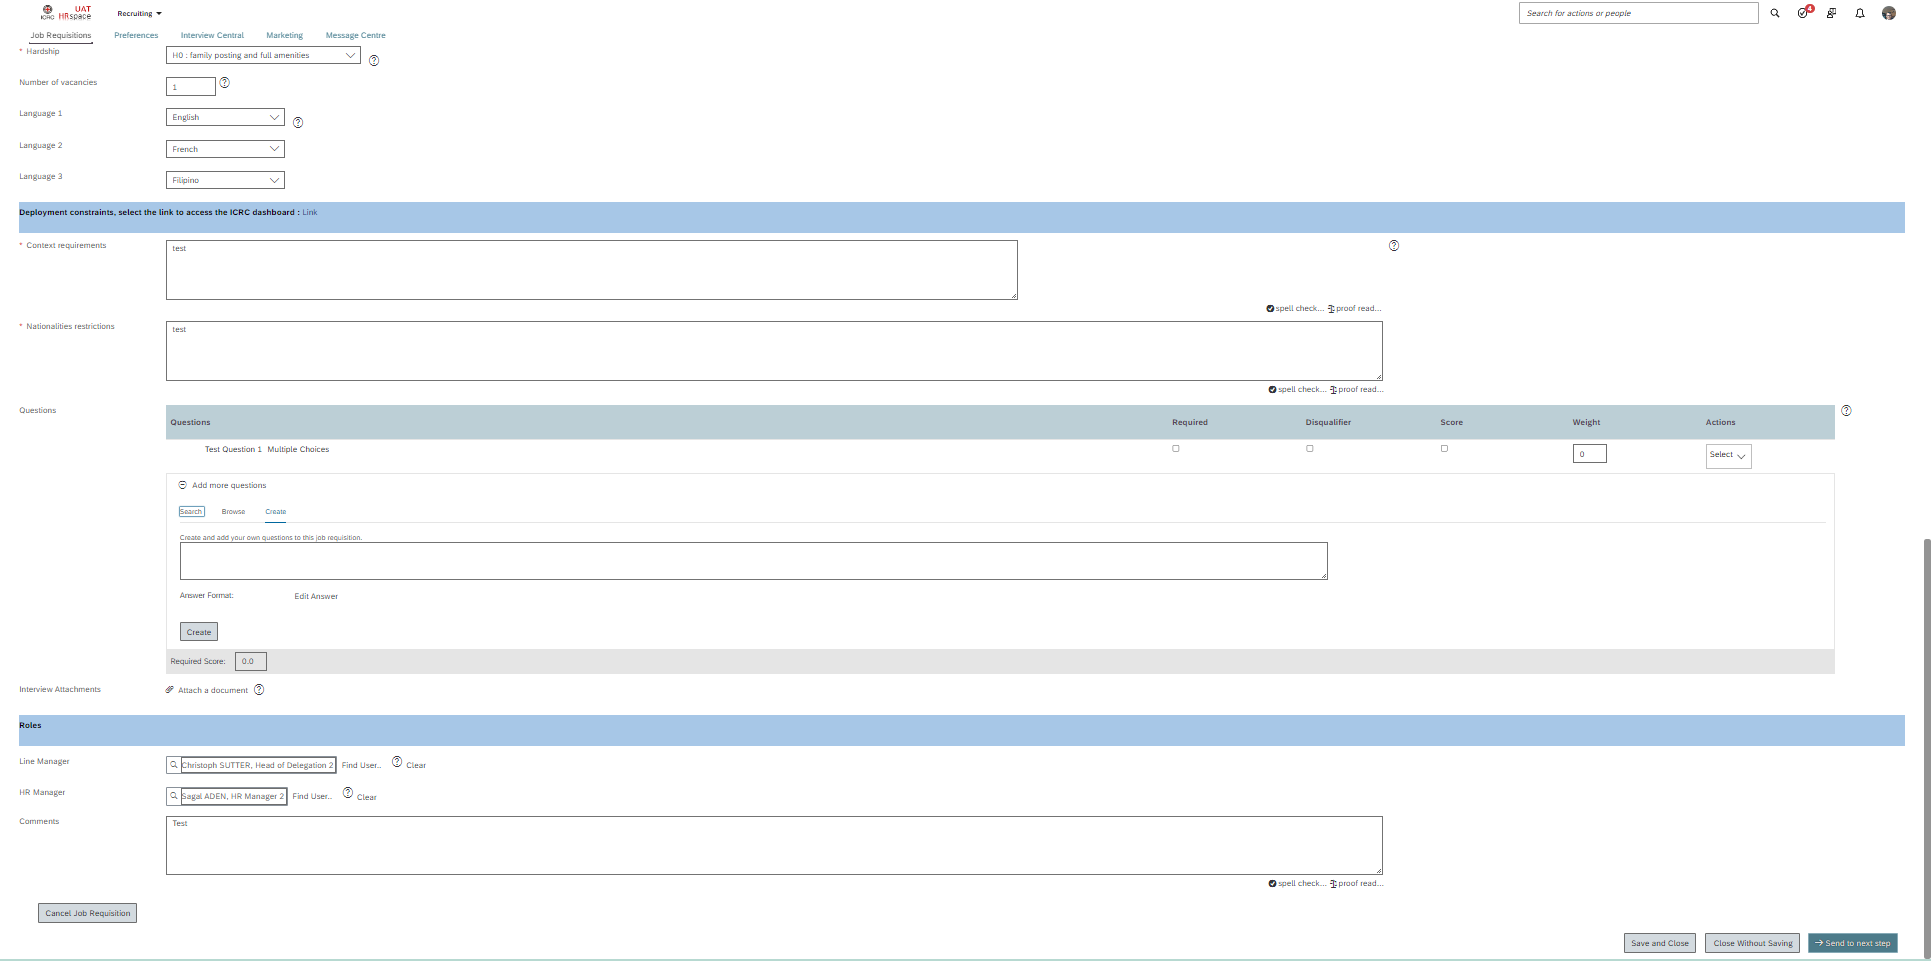 ICRC UAT HRspace
Recruiting
Search for actions or people
4
Job Requisitions Preferences Interview Central Marketing Message Centre
* Hardship H0 : family posting and full amenities ?
Number of vacancies 1 ?
Language 1 English ?
Language 2 French
Language 3 Filipino
Deployment constraints, select the link to access the ICRC dashboard : Link
* Context requirements test ?
spell check... proof read...
* Nationalities restrictions test
spell check... proof read...
Questions ?
Questions Required Disqualifier Score Weight Actions
Test Question 1 Multiple Choices 0 Select
Add more questions
Search Browse Create
Create and add your own questions to this job requisition.
Answer Format: Edit Answer
Create
Required Score: 0.0
Interview Attachments Attach a document ?
Roles
Line Manager Christoph SUTTER, Head of Delegation 2 Find User.. ? Clear
HR Manager Sagal ADEN, HR Manager 2 Find User.. ? Clear
Comments Test
spell check... proof read...
Cancel Job Requisition
Save and Close Close Without Saving → Send to next step